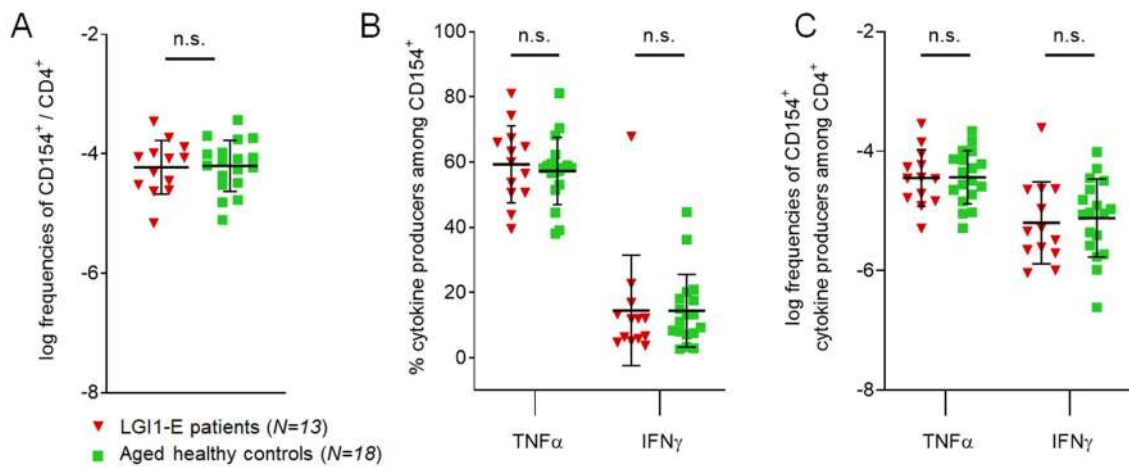 A
log frequencies of CD154⁺ / CD4⁺
-2
-4
-6
-8
n.s.
B
% cytokine producers among CD154⁺
100
80
60
40
20
0
n.s.
n.s.
TNFα
IFNγ
C
log frequencies of CD154⁺
cytokine producers among CD4⁺
-2
-4
-6
-8
n.s.
n.s.
TNFα
IFNγ
LGI1-E patients (N=13)
Aged healthy controls (N=18)